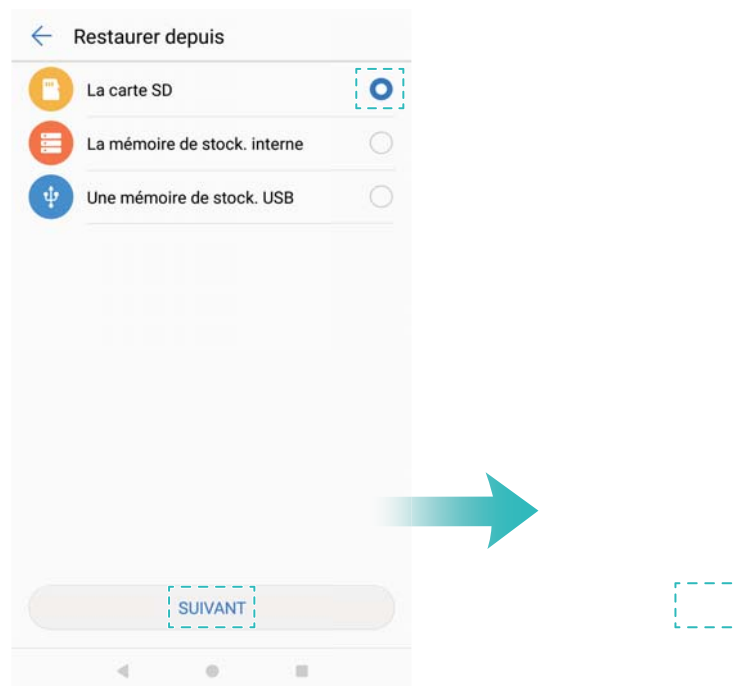 Restaurer depuis
La carte SD
La mémoire de stock. interne
Une mémoire de stock. USB
SUIVANT